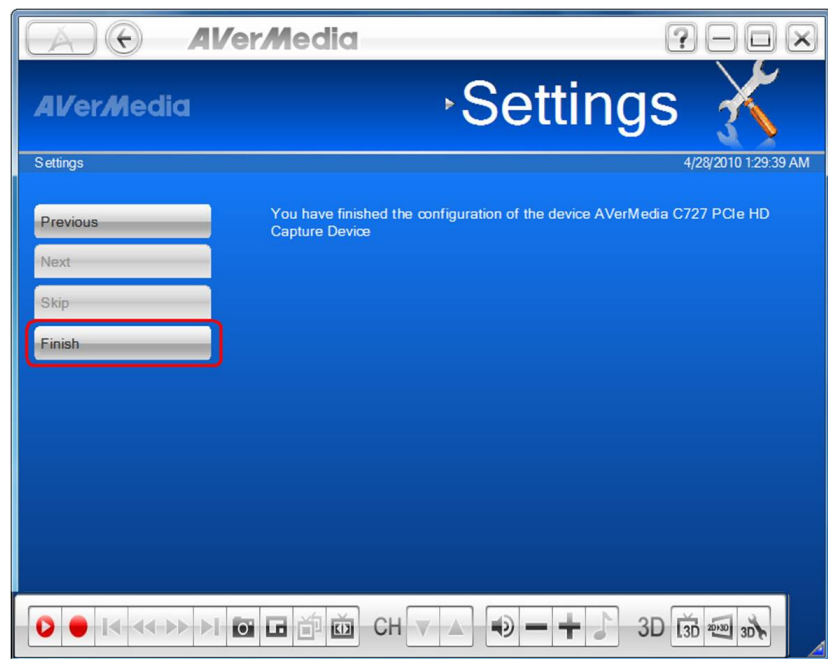 AVerMedia
?
AVerMedia
Settings
Settings
4/28/2010 1:29:39 AM
Previous
You have finished the configuration of the device AVerMedia C727 PCIe HD
Capture Device
Next
Skip
Finish
CH
3D
3D
2D>3D
3D